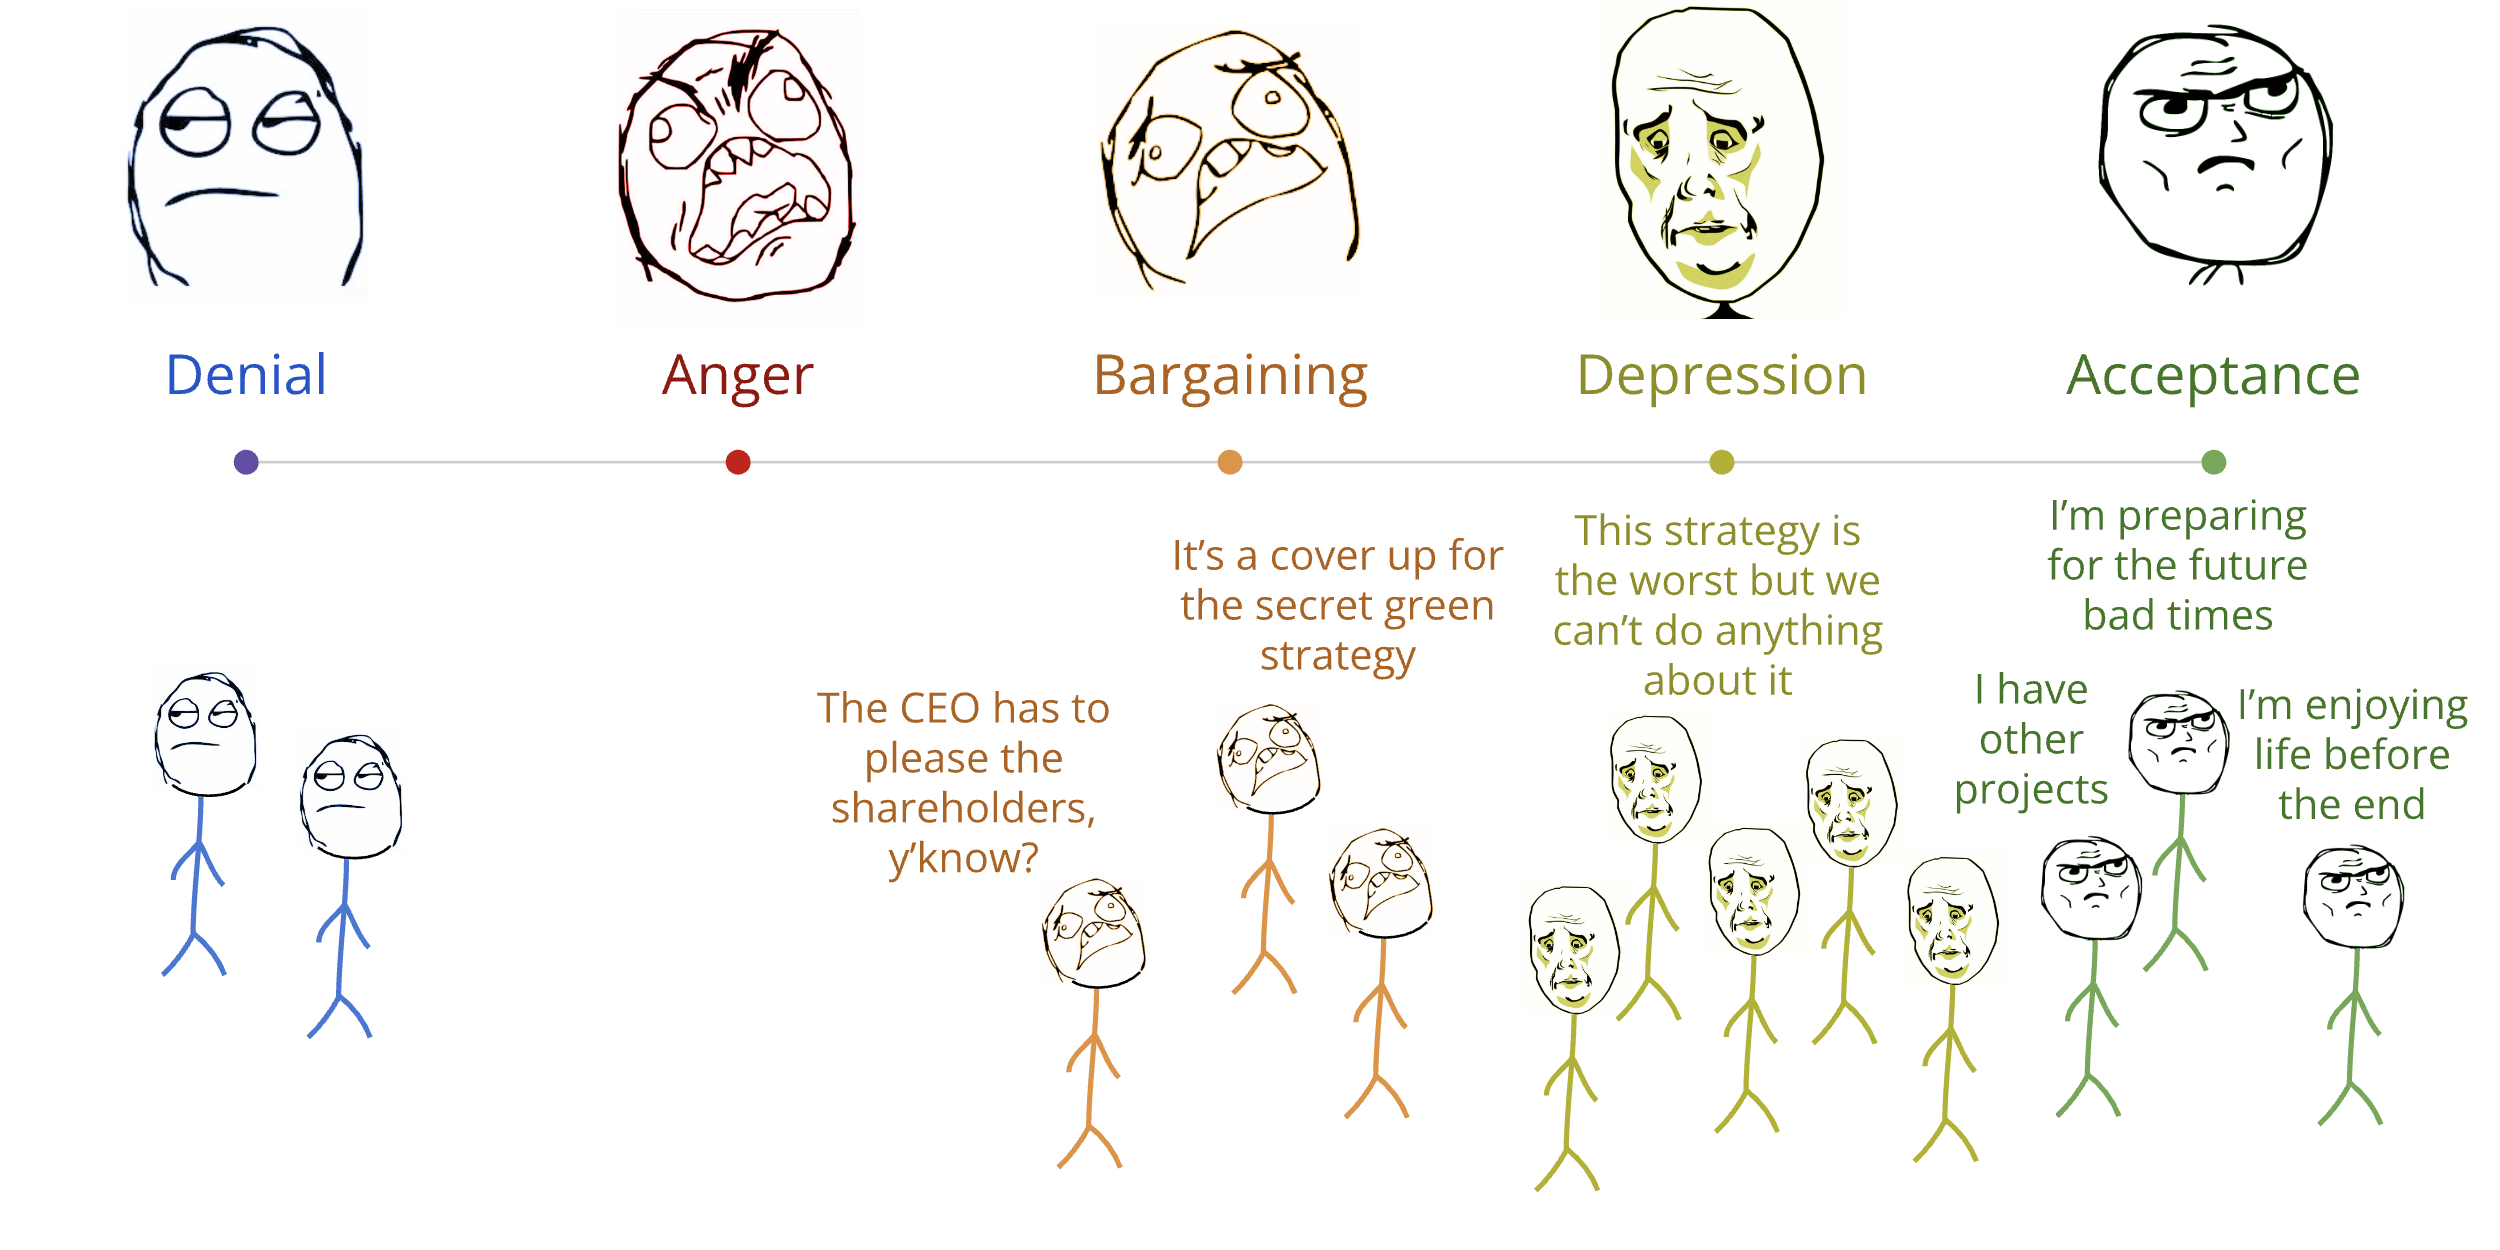 Denial
Anger
Bargaining
Depression
Acceptance
The CEO has to
please the
shareholders,
y'know?
It's a cover up for
the secret green
strategy
This strategy is
the worst but we
can't do anything
about it
I have
other
projects
I'm preparing
for the future
bad times
I'm enjoying
life before
the end